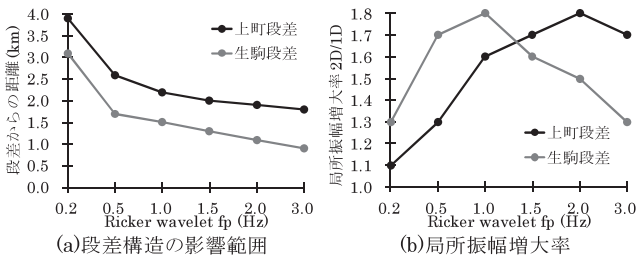 段差からの距離(km)
4.0
3.5
3.0
2.5
2.0
1.5
1.0
0.5
0.0
上町段差
生駒段差
0.2 0.5 1.0 1.5 2.0 3.0
Ricker wavelet fp (Hz)
(a)段差構造の影響範囲
局所振幅増大率2D/1D
1.8
1.7
1.6
1.5
1.4
1.3
1.2
1.1
1.0
上町段差
生駒段差
0.2 0.5 1.0 1.5 2.0 3.0
Ricker wavelet fp (Hz)
(b)局所振幅増大率